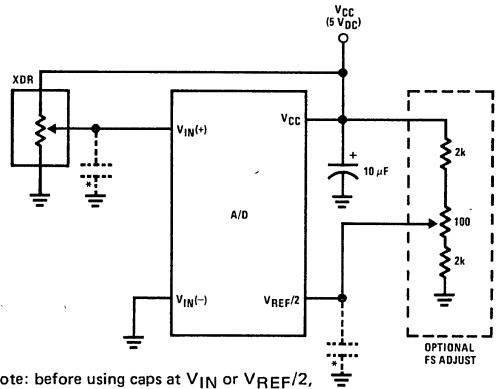 VCC
(5 VDC)
XDR
VIN(+)
VCC
2k
+
10 µF
100
*
A/D
2k
VIN(−)
VREF/2
*
OPTIONAL
FS ADJUST
ote: before using caps at VIN or VREF/2,